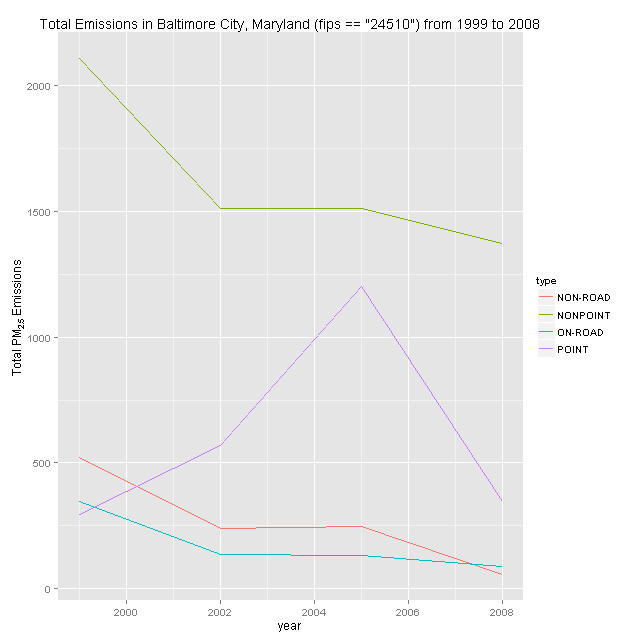 Total Emissions in Baltimore City, Maryland (fips == "24510") from 1999 to 2008
Total PM2.5 Emissions
2000
1500
1000
500
0
2000
2002
2004
2006
2008
year
type
NON-ROAD
NONPOINT
ON-ROAD
POINT